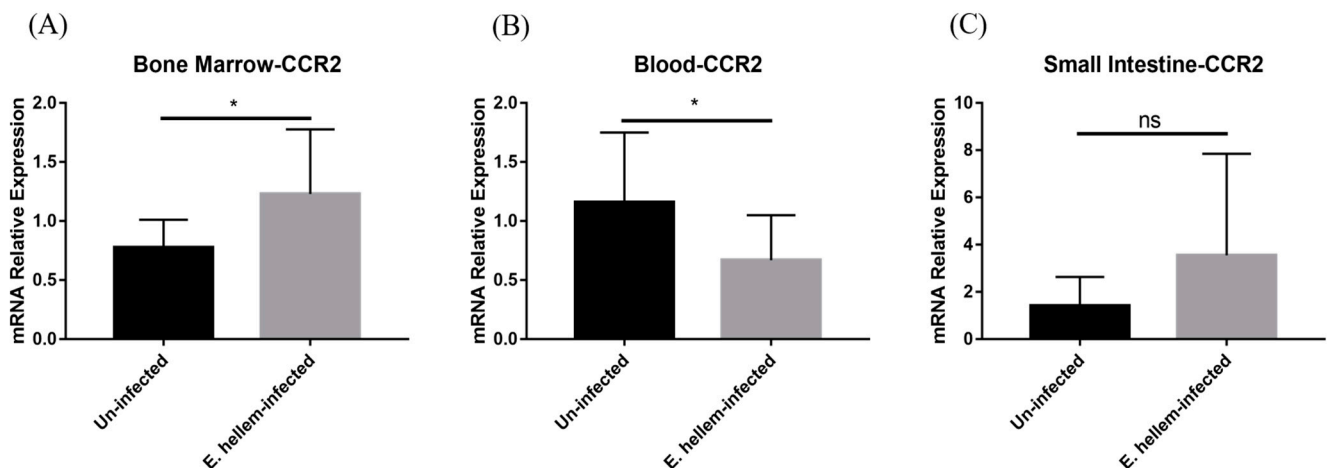 (A)
Bone Marrow-CCR2
mRNA Relative Expression
2.0
1.5
1.0
0.5
0.0
*
Un-infected
E. hellem-infected
(B)
Blood-CCR2
mRNA Relative Expression
2.0
1.5
1.0
0.5
0.0
*
Un-infected
E. hellem-infected
(C)
Small Intestine-CCR2
mRNA Relative Expression
10
8
6
4
2
0
ns
Un-infected
E. hellem-infected